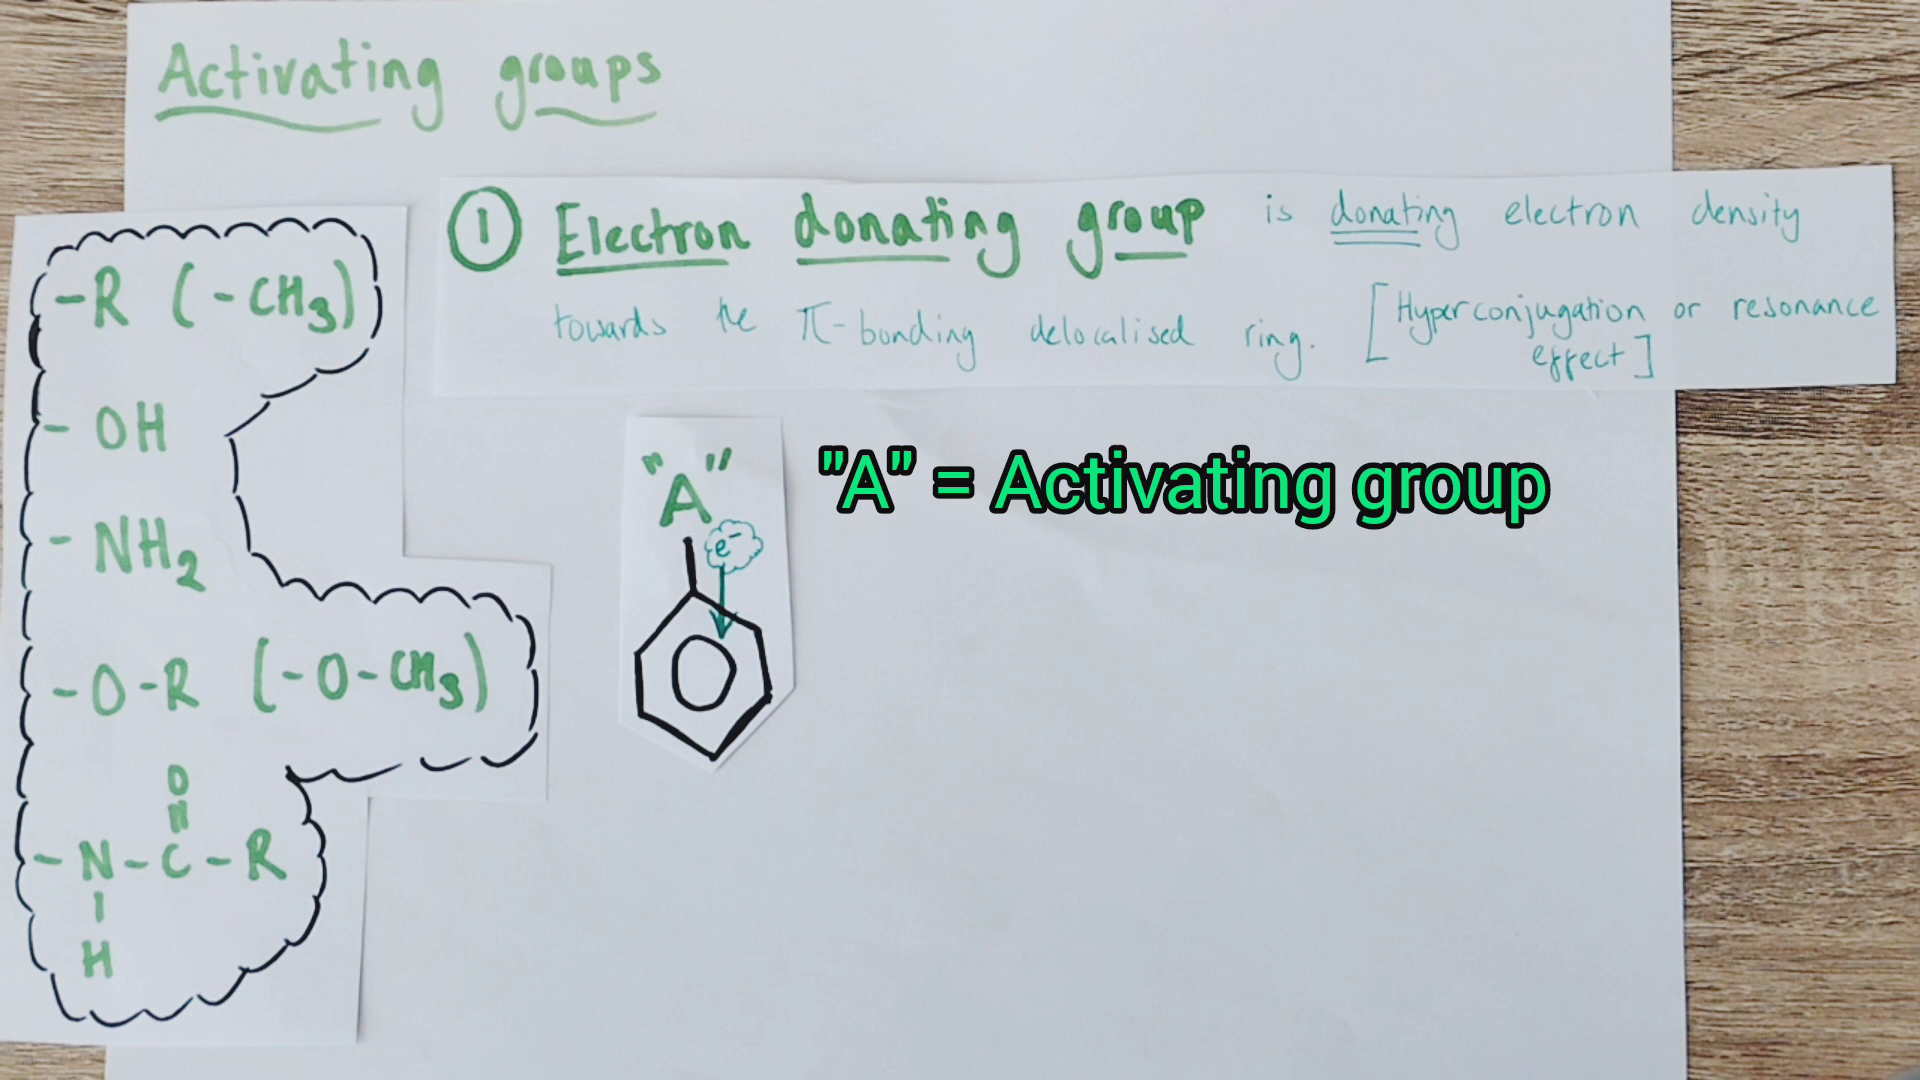 Activating groups
① Electron donating group is donating electron density
towards the π-bonding delocalised ring. [Hyperconjugation or resonance
effect]
-R (-CH₃)
- OH
- NH₂
-O-R (-O-CH₃)
O
=
-N-C-R
H
"A"
e⁻
"A" = Activating group